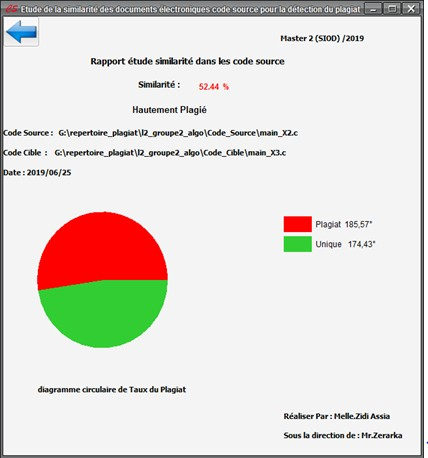 Etude de la similarité des documents électroniques code source pour la détection du plagiat
Master 2 (SIOD) /2019
Rapport étude similarité dans les code source
Similarité : 52.44 %
Hautement Plagié
Code Source : G:\repertoire_plagiat\l2_groupe2_algo\Code_Source\main_X2.c
Code Cible : G:\repertoire_plagiat\l2_groupe2_algo\Code_Cible\main_X3.c
Date : 2019/06/25
Plagiat 185,57°
Unique 174,43°
diagramme circulaire de Taux du Plagiat
Réaliser Par : Melle.Zidi Assia
Sous la direction de : Mr.Zerarka